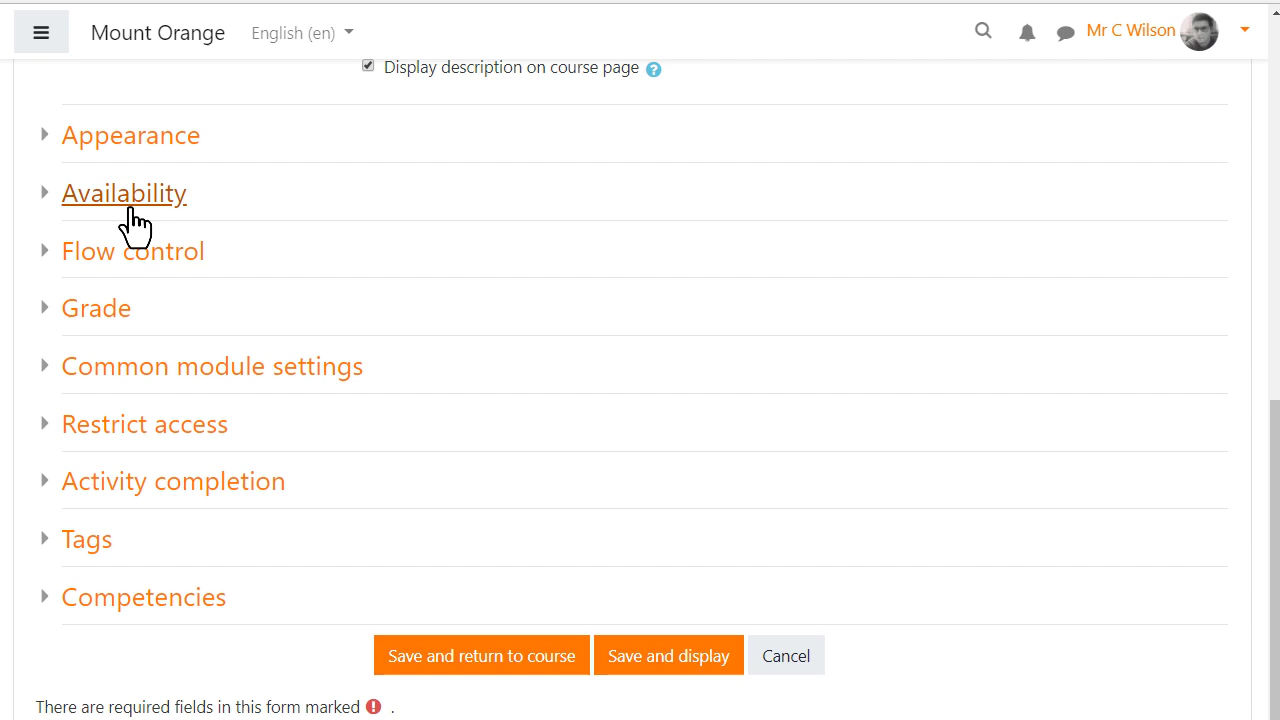 Mount Orange English (en) Mr C Wilson
Display description on course page
Appearance
Availability
Flow control
Grade
Common module settings
Restrict access
Activity completion
Tags
Competencies
Save and return to course Save and display Cancel
There are required fields in this form marked .